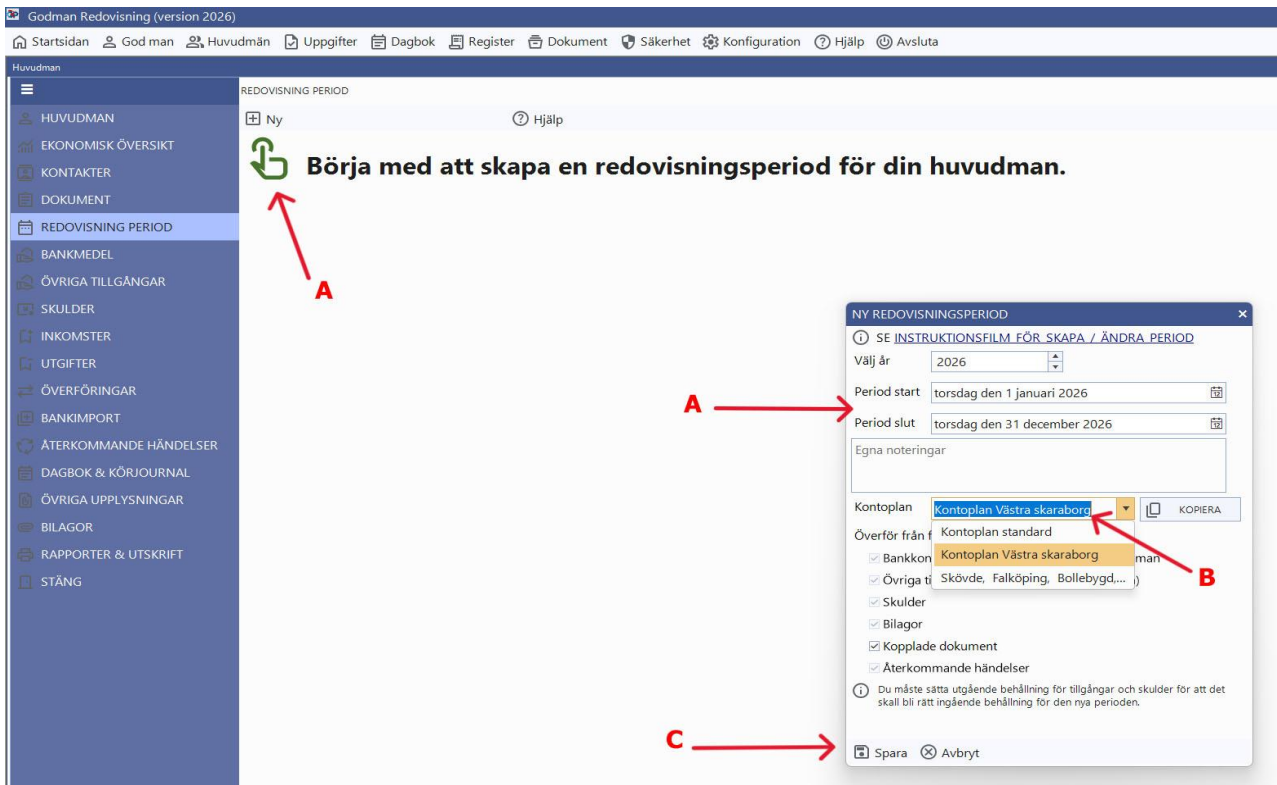 Godman Redovisning (version 2026)
Startsidan God man Huvudmän Uppgifter Dagbok Register Dokument Säkerhet Konfiguration Hjälp Avsluta
Huvudman
REDOVISNING PERIOD
Ny Hjälp
HUVUDMAN
EKONOMISK ÖVERSIKT
KONTAKTER
DOKUMENT
REDOVISNING PERIOD
BANKMEDEL
ÖVRIGA TILLGÅNGAR
SKULDER
INKOMSTER
UTGIFTER
ÖVERFÖRINGAR
BANKIMPORT
ÅTERKOMMANDE HÄNDELSER
DAGBOK & KÖRJOURNAL
ÖVRIGA UPPLYSNINGAR
BILAGOR
RAPPORTER & UTSKRIFT
STÄNG
Börja med att skapa en redovisningsperiod för din huvudman.
A
NY REDOVISNINGSPERIOD
SE INSTRUKTIONSFILM FÖR SKAPA / ÄNDRA PERIOD
Välj år 2026
Period start torsdag den 1 januari 2026
A
Period slut torsdag den 31 december 2026
Egna noteringar
Kontoplan Kontoplan Västra skaraborg KOPIERA
Överför från f
Kontoplan standard
Bankkon man
Kontoplan Västra skaraborg
Övriga ti )
Skövde, Falköping, Bollebygd,...
B
Skulder
Bilagor
Kopplade dokument
Återkommande händelser
Du måste sätta utgående behållning för tillgångar och skulder för att det
skall bli rätt ingående behållning för den nya perioden.
C
Spara Avbryt